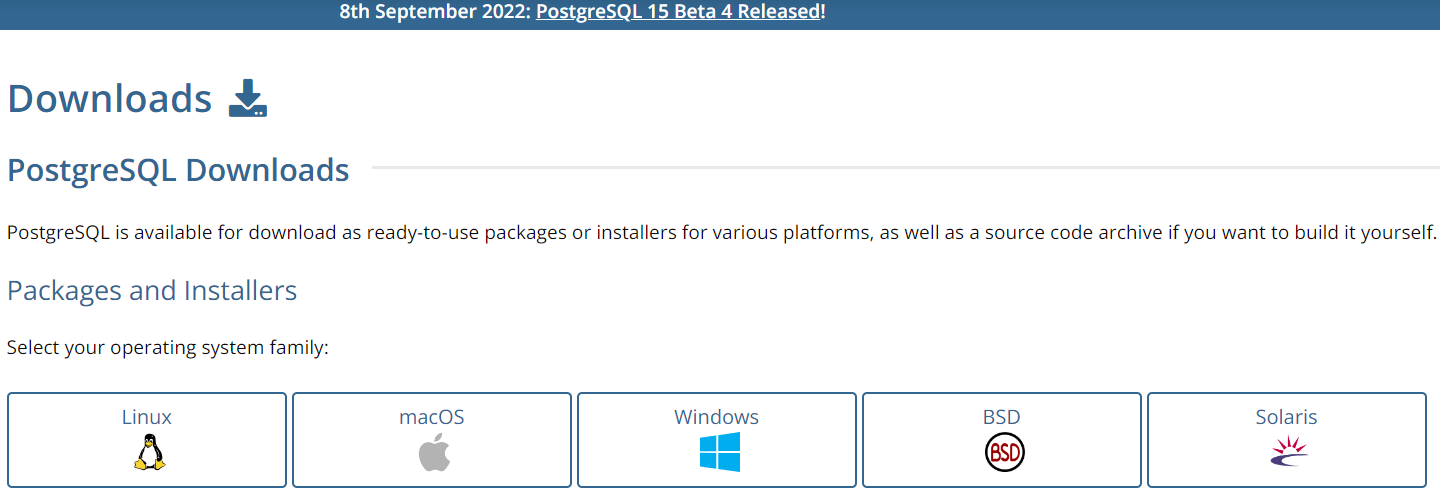 8th September 2022: PostgreSQL 15 Beta 4 Released!
Downloads
PostgreSQL Downloads
PostgreSQL is available for download as ready-to-use packages or installers for various platforms, as well as a source code archive if you want to build it yourself.
Packages and Installers
Select your operating system family:
Linux
macOS
Windows
BSD
BSD
Solaris